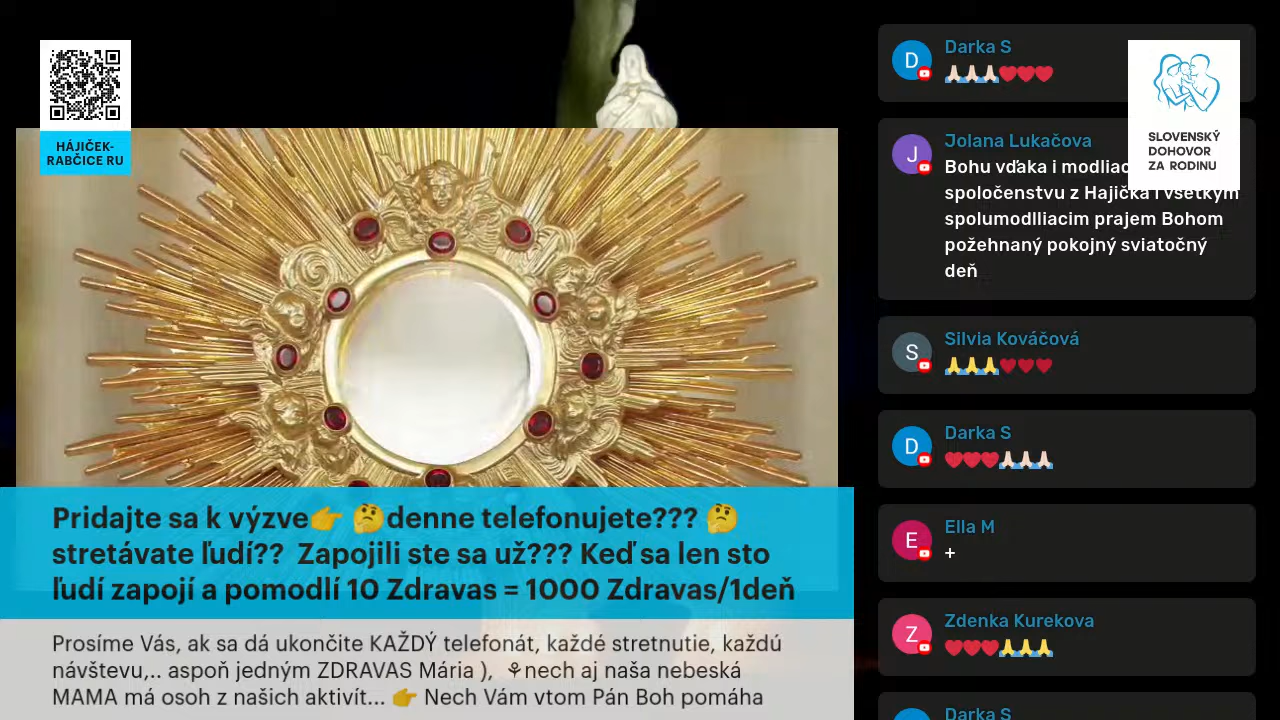 HÁJIČEK-
RABČICE RU
Pridajte sa k výzve👉 🤔denne telefonujete??? 🤔
stretávate ľudí?? Zapojili ste sa už??? Keď sa len sto
ľudí zapojí a pomodlí 10 Zdravas = 1000 Zdravas/1deň
Prosíme Vás, ak sa dá ukončite KAŽDÝ telefonát, každé stretnutie, každú
návštevu,.. aspoň jedným ZDRAVAS Mária ), ⚘nech aj naša nebeská
MAMA má osoh z našich aktivít... 👉 Nech Vám vtom Pán Boh pomáha
D
Darka S
🙏🏻🙏🏻🙏🏻❤️❤️❤️
SLOVENSKÝ
DOHOVOR
ZA RODINU
J
Jolana Lukačova
Bohu vďaka i
spoločenstvu z Hajička i všetkým
spolumodlliacim prajem Bohom
požehnaný pokojný sviatočný
deň
S
Silvia Kováčová
🙏🙏🙏❤️❤️❤️
D
Darka S
❤️❤️❤️🙏🏻🙏🏻🙏🏻
E
Ella M
+
Z
Zdenka Kurekova
❤️❤️❤️🙏🙏🙏
Darka S